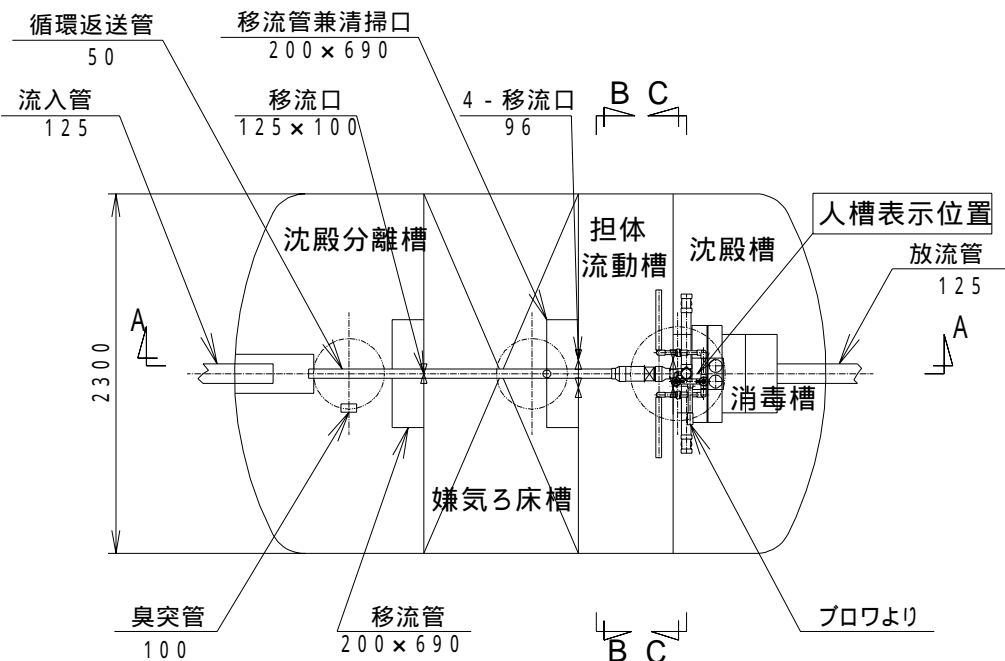 循環返送管
50
移流管兼清掃口
200×690
流入管
125
移流口
125×100
4-移流口
96
B C
人槽表示位置
沈殿分離槽
担体
流動槽
沈殿槽
放流管
125
A
A
2300
消毒槽
嫌気ろ床槽
臭突管
100
移流管
200×690
ブロワより
B C